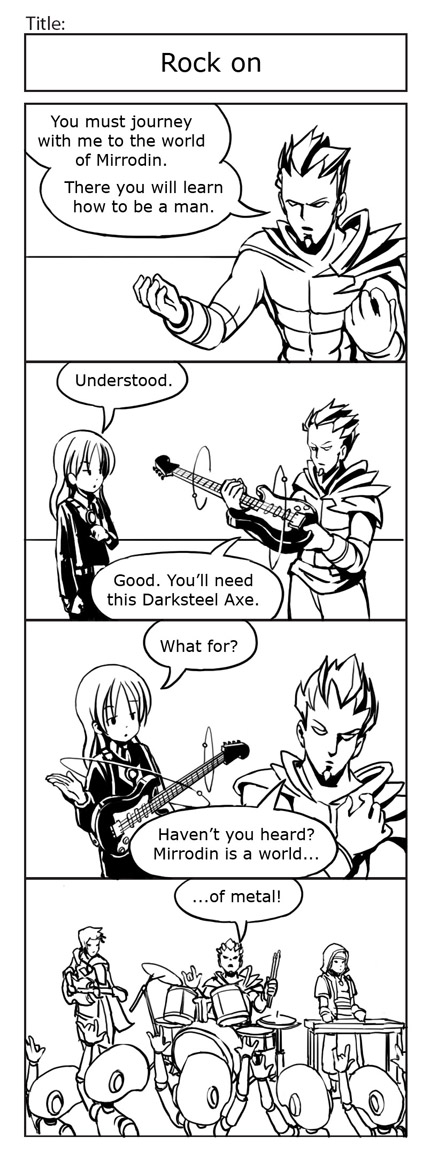 Title:
Rock on
You must journey
with me to the world
of Mirrodin.
There you will learn
how to be a man.
Understood.
Good. You'll need
this Darksteel Axe.
What for?
Haven't you heard?
Mirrodin is a world...
...of metal!